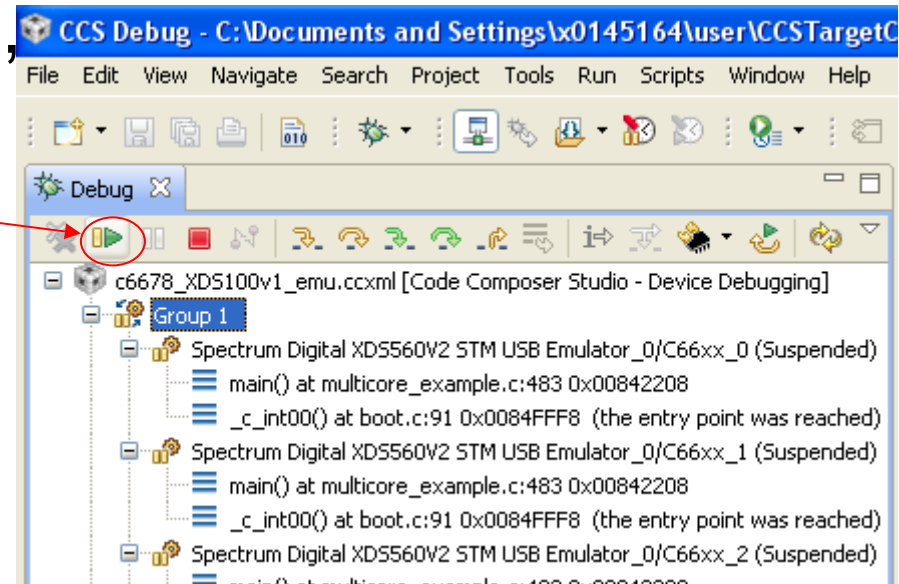 ,
CCS Debug - C:\Documents and Settings\x0145164\user\CCSTargetC
File Edit View Navigate Search Project Tools Run Scripts Window Help
010
Debug
i
c6678_XDS100v1_emu.ccxml [Code Composer Studio - Device Debugging]
Group 1
Spectrum Digital XDS560V2 STM USB Emulator_0/C66xx_0 (Suspended)
main() at multicore_example.c:483 0x00842208
_c_int00() at boot.c:91 0x0084FFF8 (the entry point was reached)
Spectrum Digital XDS560V2 STM USB Emulator_0/C66xx_1 (Suspended)
main() at multicore_example.c:483 0x00842208
_c_int00() at boot.c:91 0x0084FFF8 (the entry point was reached)
Spectrum Digital XDS560V2 STM USB Emulator_0/C66xx_2 (Suspended)